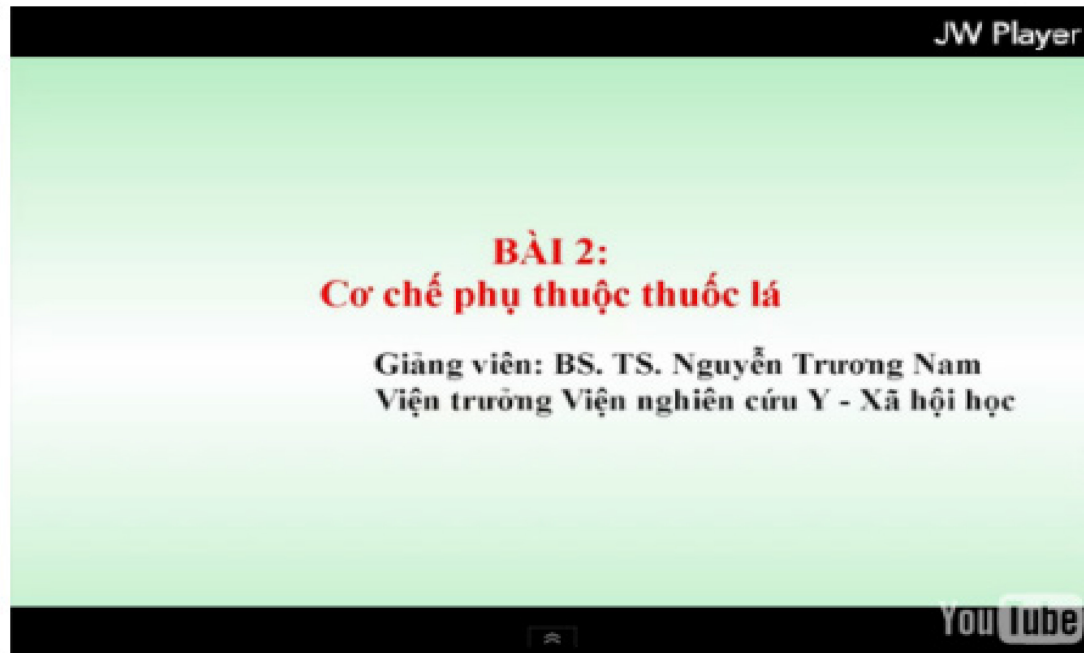 JW Player
BÀI 2:
Cơ chế phụ thuộc thuốc lá
Giảng viên: BS. TS. Nguyễn Trương Nam
Viện trưởng Viện nghiên cứu Y - Xã hội học
YouTube